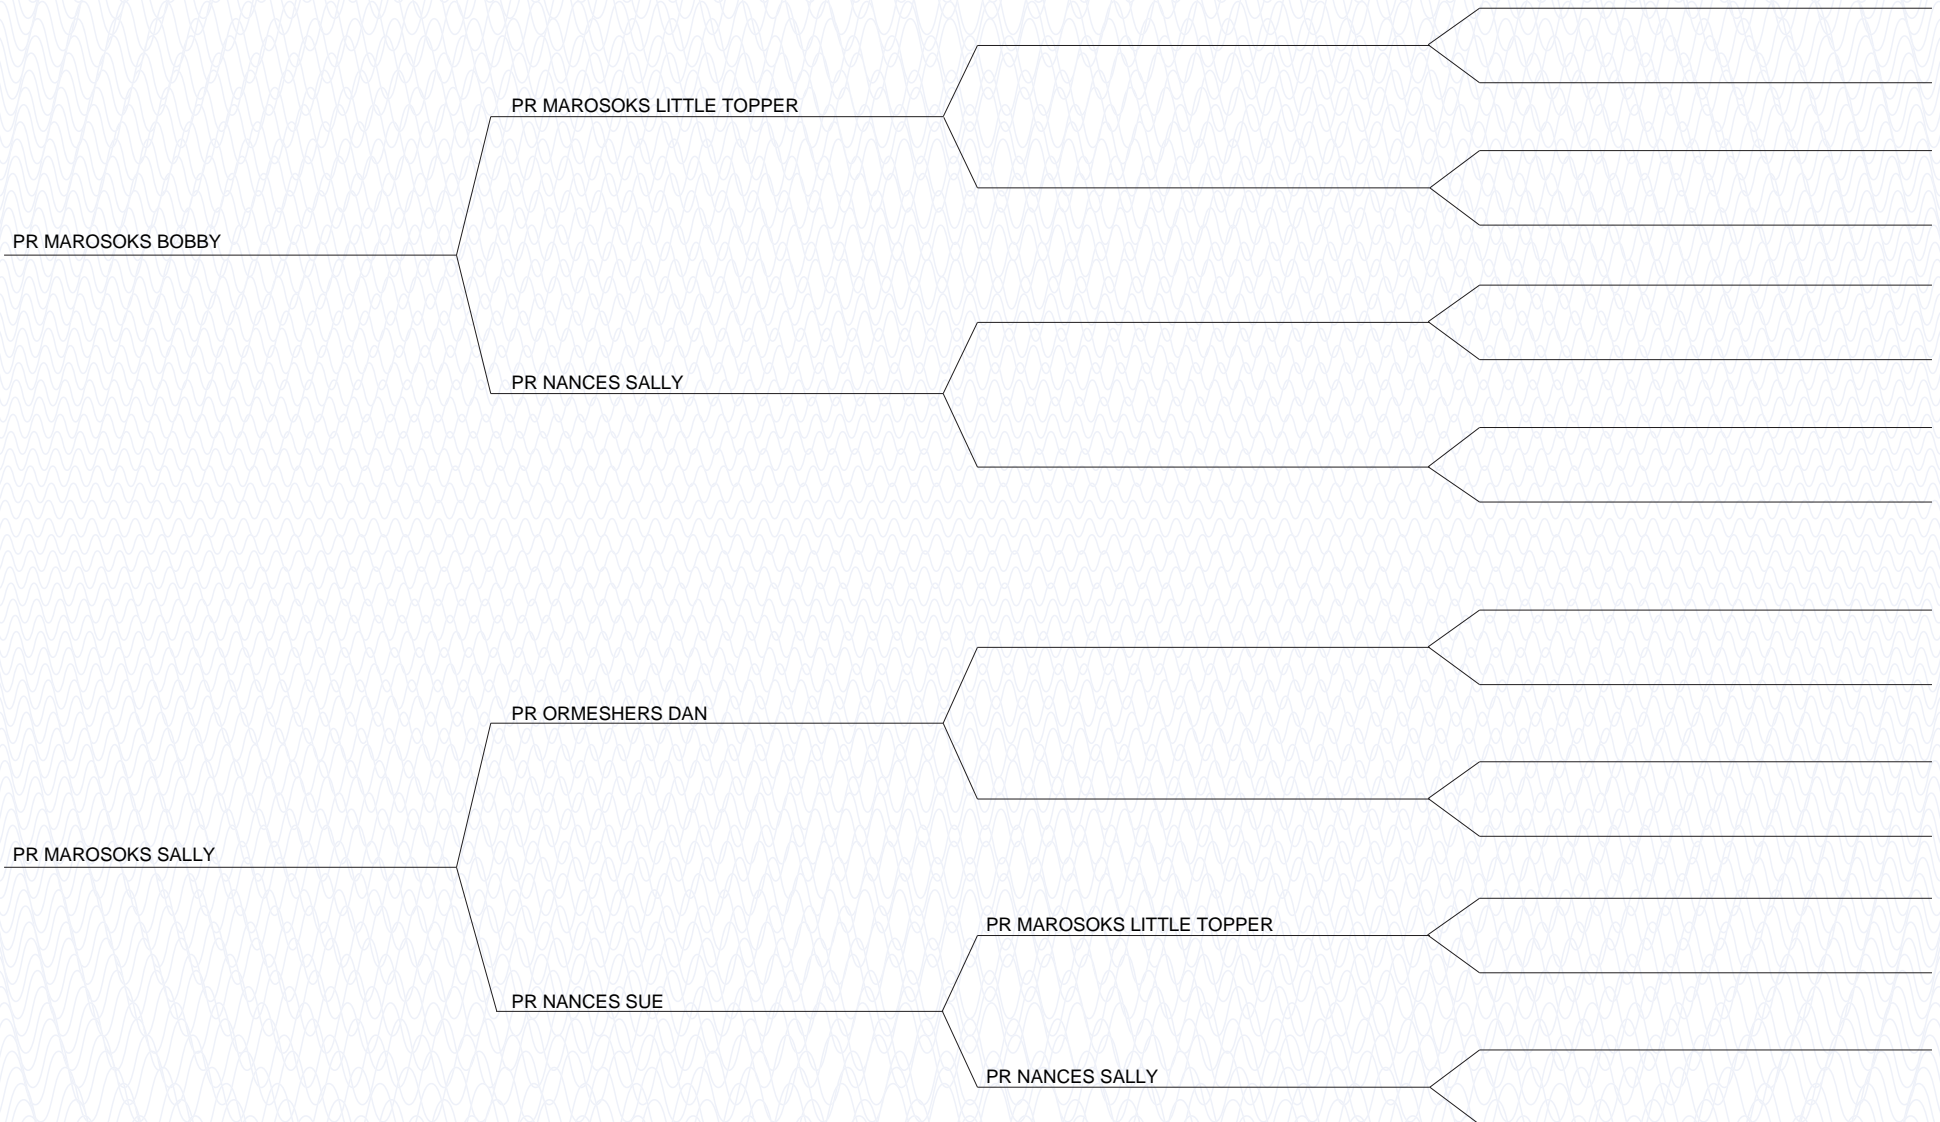 PR MAROSOKS LITTLE TOPPER
PR MAROSOKS BOBBY
PR NANCES SALLY
PR ORMESHERS DAN
PR MAROSOKS SALLY
PR MAROSOKS LITTLE TOPPER
PR NANCES SUE
PR NANCES SALLY